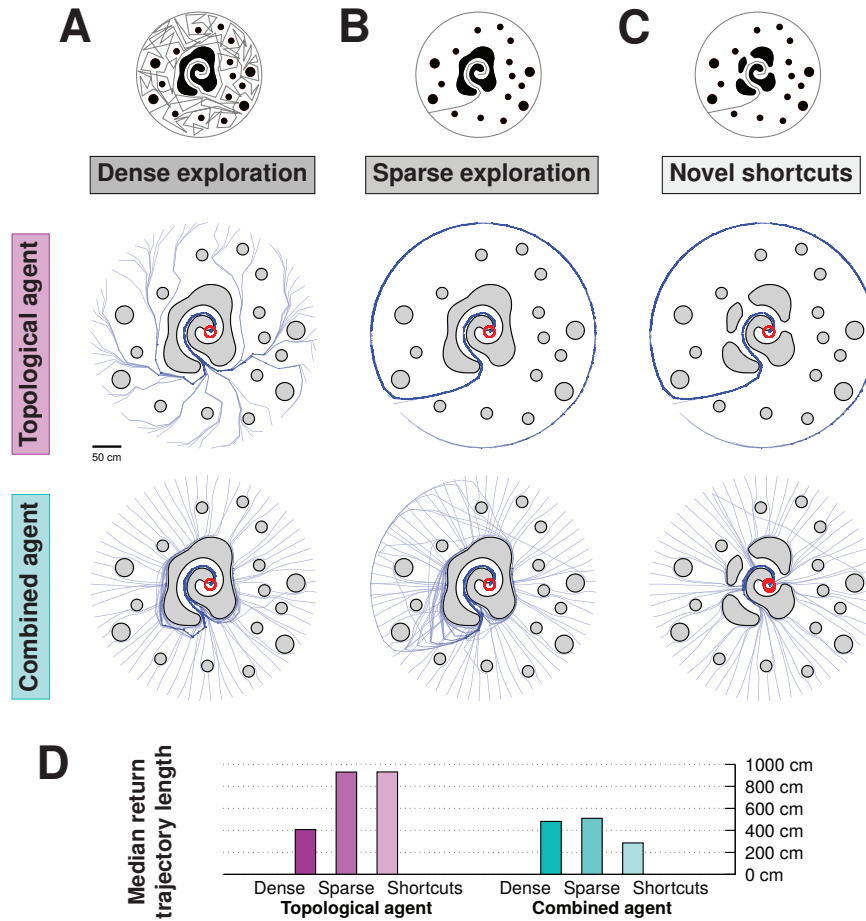 A
B
C
Dense exploration
Sparse exploration
Novel shortcuts
Topological agent
50 cm
Combined agent
D
Median return
trajectory length
1000 cm
800 cm
600 cm
400 cm
200 cm
0 cm
Dense Sparse Shortcuts
Topological agent
Dense Sparse Shortcuts
Combined agent